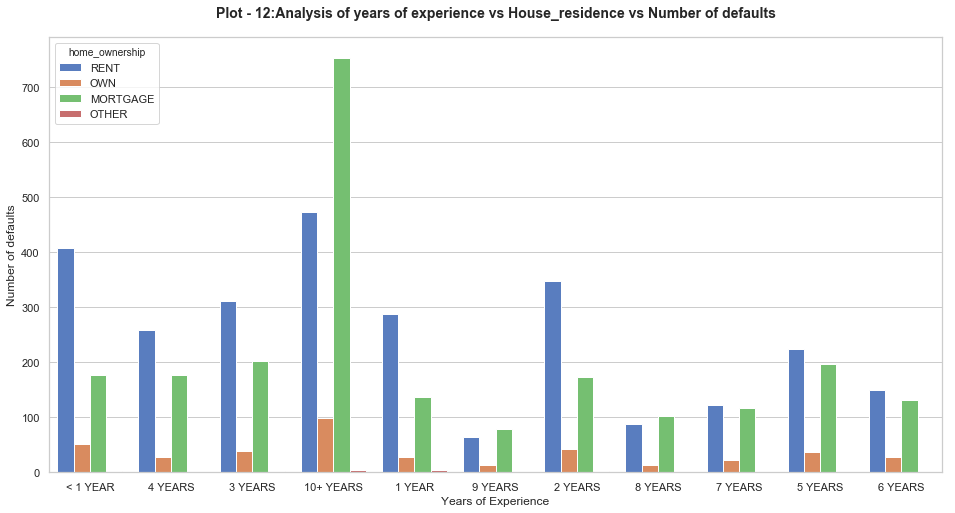 Plot - 12:Analysis of years of experience vs House_residence vs Number of defaults
home_ownership
RENT
OWN
MORTGAGE
OTHER
Number of defaults
700
600
500
400
300
200
100
0
< 1 YEAR 4 YEARS 3 YEARS 10+ YEARS 1 YEAR 9 YEARS 2 YEARS 8 YEARS 7 YEARS 5 YEARS 6 YEARS
Years of Experience